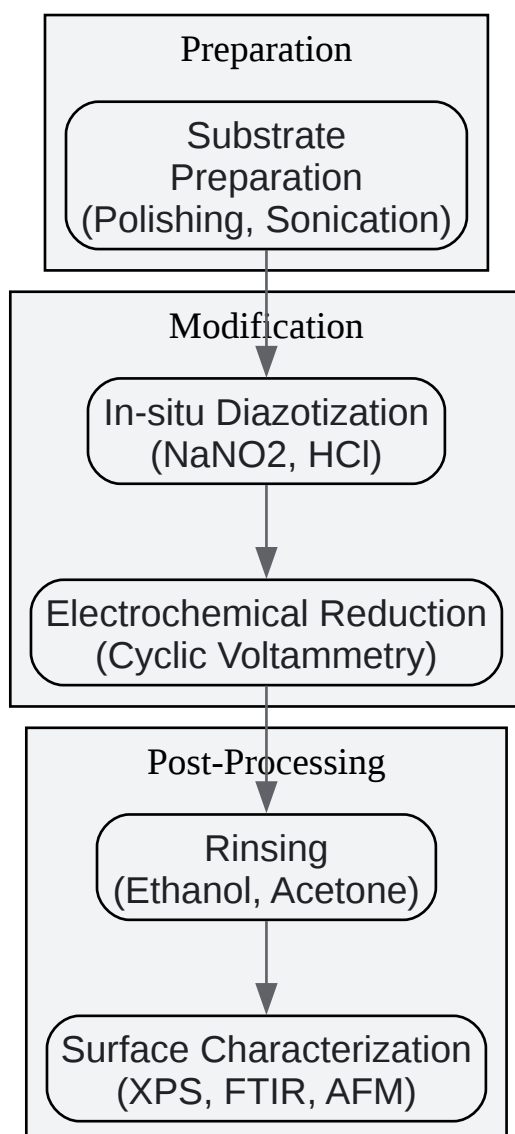 Preparation
Substrate
Preparation
(Polishing, Sonication)
Modification
In-situ Diazotization
(NaNO2, HCl)
Electrochemical Reduction
(Cyclic Voltammetry)
Post-Processing
Rinsing
(Ethanol, Acetone)
Surface Characterization
(XPS, FTIR, AFM)